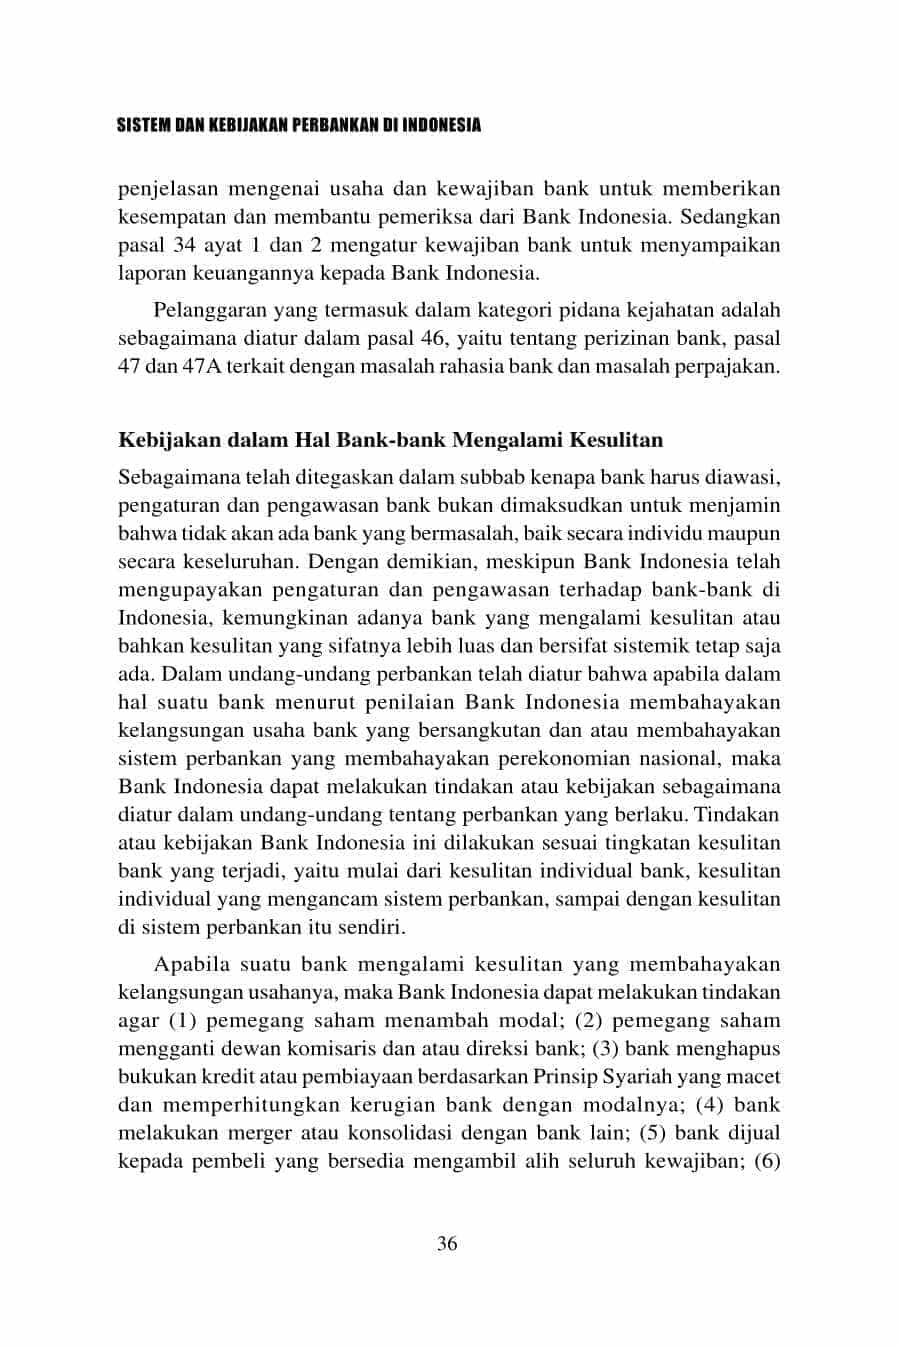 SISTEM DAN KEBIJAKAN PERBANKAN DI INDONESIA
penjelasan mengenai usaha dan kewajiban bank untuk memberikan
kesempatan dan membantu pemeriksa dari Bank Indonesia. Sedangkan
pasal 34 ayat 1 dan 2 mengatur kewajiban bank untuk menyampaikan
laporan keuangannya kepada Bank Indonesia.
Pelanggaran yang termasuk dalam kategori pidana kejahatan adalah
sebagaimana diatur dalam pasal 46, yaitu tentang perizinan bank, pasal
47 dan 47A terkait dengan masalah rahasia bank dan masalah perpajakan.
Kebijakan dalam Hal Bank-bank Mengalami Kesulitan
Sebagaimana telah ditegaskan dalam subbab kenapa bank harus diawasi,
pengaturan dan pengawasan bank bukan dimaksudkan untuk menjamin
bahwa tidak akan ada bank yang bermasalah, baik secara individu maupun
secara keseluruhan. Dengan demikian, meskipun Bank Indonesia telah
mengupayakan pengaturan dan pengawasan terhadap bank-bank di
Indonesia, kemungkinan adanya bank yang mengalami kesulitan atau
bahkan kesulitan yang sifatnya lebih luas dan bersifat sistemik tetap saja
ada. Dalam undang-undang perbankan telah diatur bahwa apabila dalam
hal suatu bank menurut penilaian Bank Indonesia membahayakan
kelangsungan usaha bank yang bersangkutan dan atau membahayakan
sistem perbankan yang membahayakan perekonomian nasional, maka
Bank Indonesia dapat melakukan tindakan atau kebijakan sebagaimana
diatur dalam undang-undang tentang perbankan yang berlaku. Tindakan
atau kebijakan Bank Indonesia ini dilakukan sesuai tingkatan kesulitan
bank yang terjadi, yaitu mulai dari kesulitan individual bank, kesulitan
individual yang mengancam sistem perbankan, sampai dengan kesulitan
di sistem perbankan itu sendiri.
Apabila suatu bank mengalami kesulitan yang membahayakan
kelangsungan usahanya, maka Bank Indonesia dapat melakukan tindakan
agar (1) pemegang saham menambah modal; (2) pemegang saham
mengganti dewan komisaris dan atau direksi bank; (3) bank menghapus
bukukan kredit atau pembiayaan berdasarkan Prinsip Syariah yang macet
dan memperhitungkan kerugian bank dengan modalnya; (4) bank
melakukan merger atau konsolidasi dengan bank lain; (5) bank dijual
kepada pembeli yang bersedia mengambil alih seluruh kewajiban; (6)
36